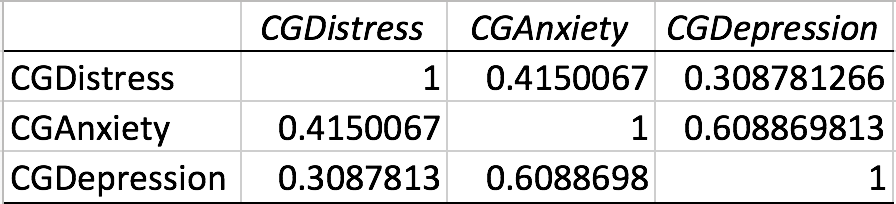 CGDistress CGAnxiety CGDepression
CGDistress 1 0.4150067 0.308781266
CGAnxiety 0.4150067 1 0.608869813
CGDepression 0.3087813 0.6088698 1